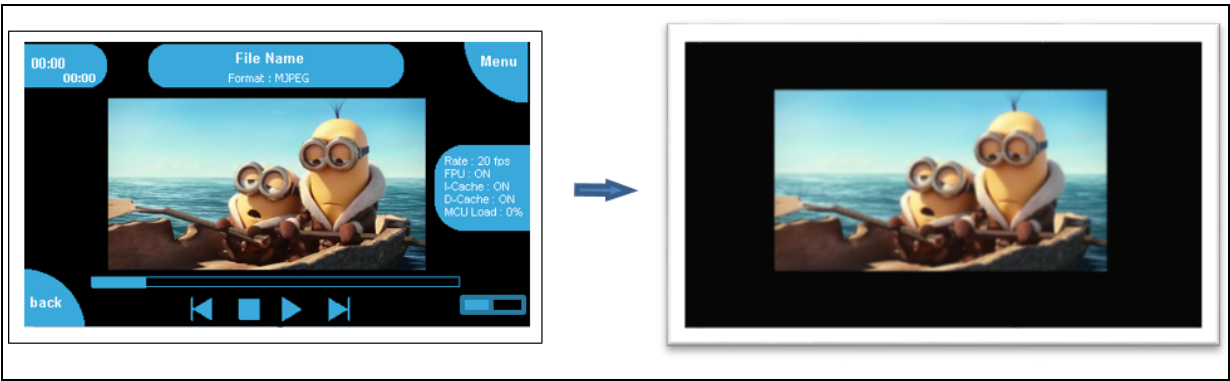 00:00
00:00
File Name
Format : MJPEG
Menu
Rate : 20 fps
FPU : ON
I-Cache : ON
D-Cache : ON
MCU Load : 0%
back